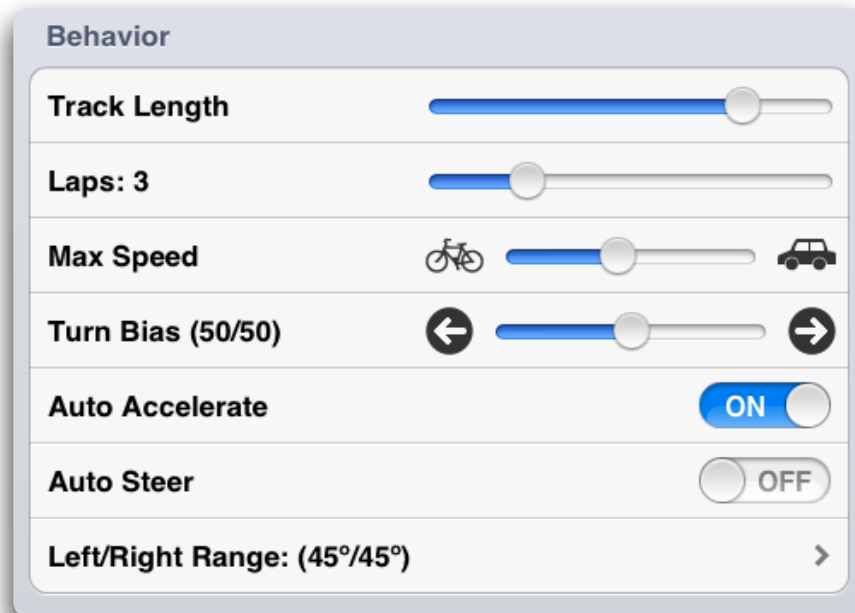 Behavior
Track Length
Laps: 3
Max Speed
Turn Bias (50/50)
Auto Accelerate ON
Auto Steer OFF
Left/Right Range: (45º/45º)